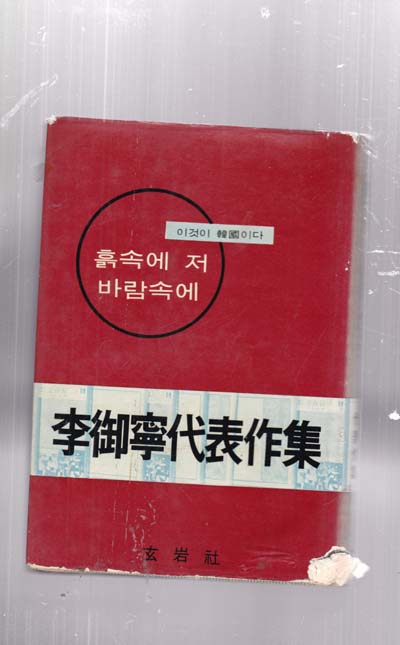 이것이 韓國이다
흙속에 저
바람속에
李御寧代表作集
玄岩社